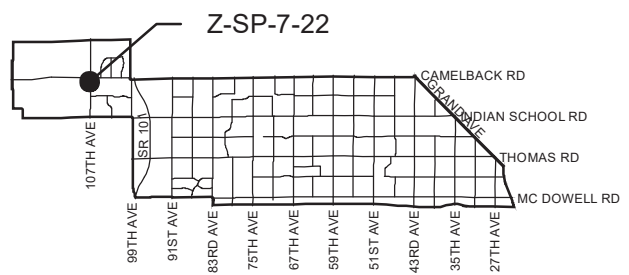 Z-SP-7-22
CAMELBACK RD
GRAND AVE
INDIAN SCHOOL RD
THOMAS RD
MC DOWELL RD
SR 101
107TH AVE
99TH AVE
91ST AVE
83RD AVE
75TH AVE
67TH AVE
59TH AVE
51ST AVE
43RD AVE
35TH AVE
27TH AVE